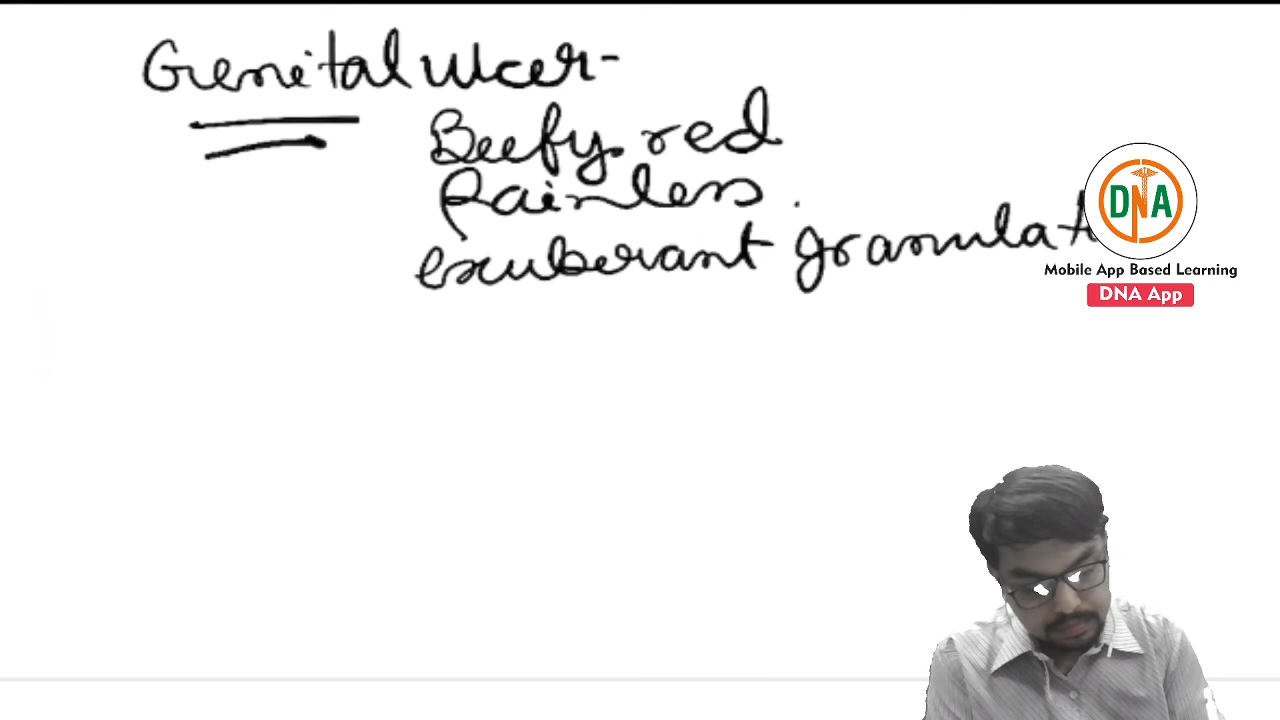 Genital ulcer-
Beefy red
Painless.
exuberant granulat
DNA
Mobile App Based Learning
DNA App